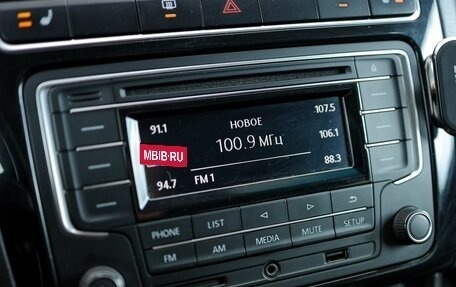 91.1
НОВОЕ
107.5
100.9 МГц
106.1
MBIB·RU
94.7
FM 1
88.3
PHONE
LIST
SETUP
FM
AM
MEDIA
MUTE